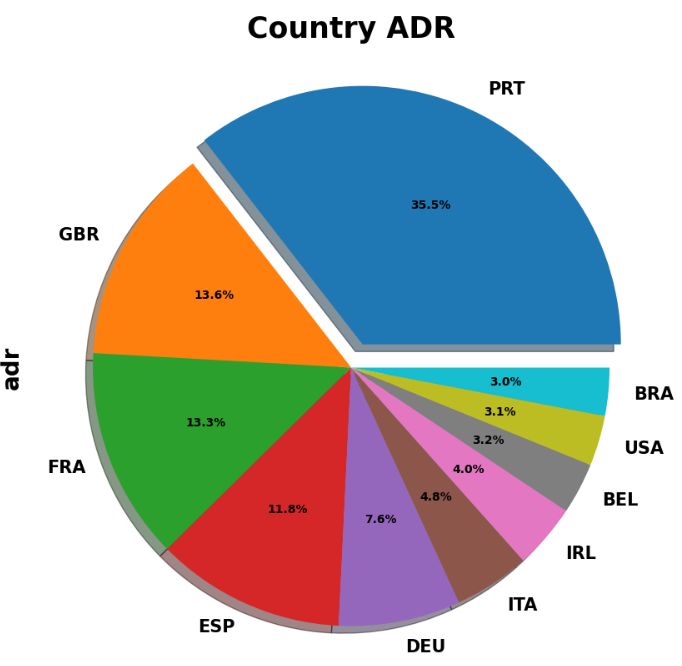 Country ADR
PRT
35.5%
GBR
13.6%
adr
FRA
13.3%
ESP
11.8%
DEU
7.6%
ITA
4.8%
IRL
4.0%
BEL
3.2%
USA
3.1%
BRA
3.0%